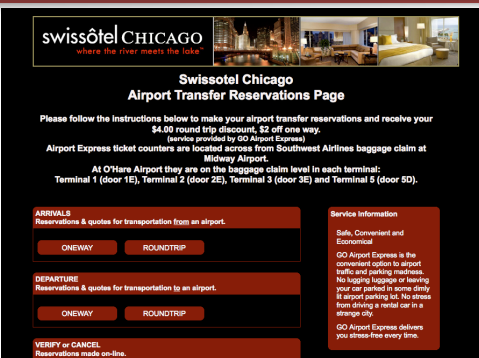 swissôtel CHICAGO
where the river meets the lake™
Swissotel Chicago
Airport Transfer Reservations Page
Please follow the instructions below to make your airport transfer reservations and receive your
$4.00 round trip discount, $2 off one way.
(service provided by GO Airport Express)
Airport Express ticket counters are located across from Southwest Airlines baggage claim at
Midway Airport.
At O'Hare Airport they are on the baggage claim level in each terminal:
Terminal 1 (door 1E), Terminal 2 (door 2E), Terminal 3 (door 3E) and Terminal 5 (door 5D).
ARRIVALS
Reservations & quotes for transportation from an airport.
ONEWAY
ROUNDTRIP
DEPARTURE
Reservations & quotes for transportation to an airport.
ONEWAY
ROUNDTRIP
VERIFY or CANCEL
Reservations made on-line.
Service Information
Safe, Convenient and
Economical
GO Airport Express is the
convenient option to airport
traffic and parking madness.
No lugging luggage or leaving
your car parked in some dimly
lit airport parking lot. No stress
from driving a rental car in a
strange city.
GO Airport Express delivers
you stress-free every time.